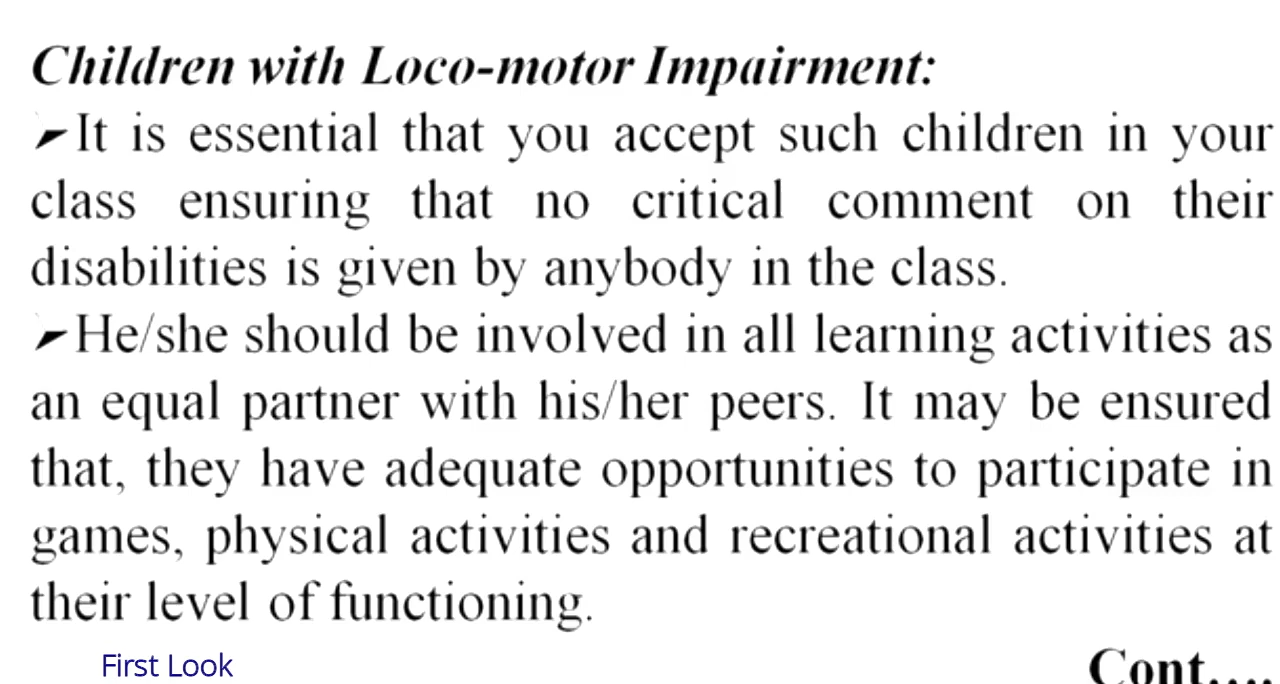 Children with Loco-motor Impairment:
➤It is essential that you accept such children in your
class ensuring that no critical comment on their
disabilities is given by anybody in the class.
➤He/she should be involved in all learning activities as
an equal partner with his/her peers. It may be ensured
that, they have adequate opportunities to participate in
games, physical activities and recreational activities at
their level of functioning.
First Look
Cont....